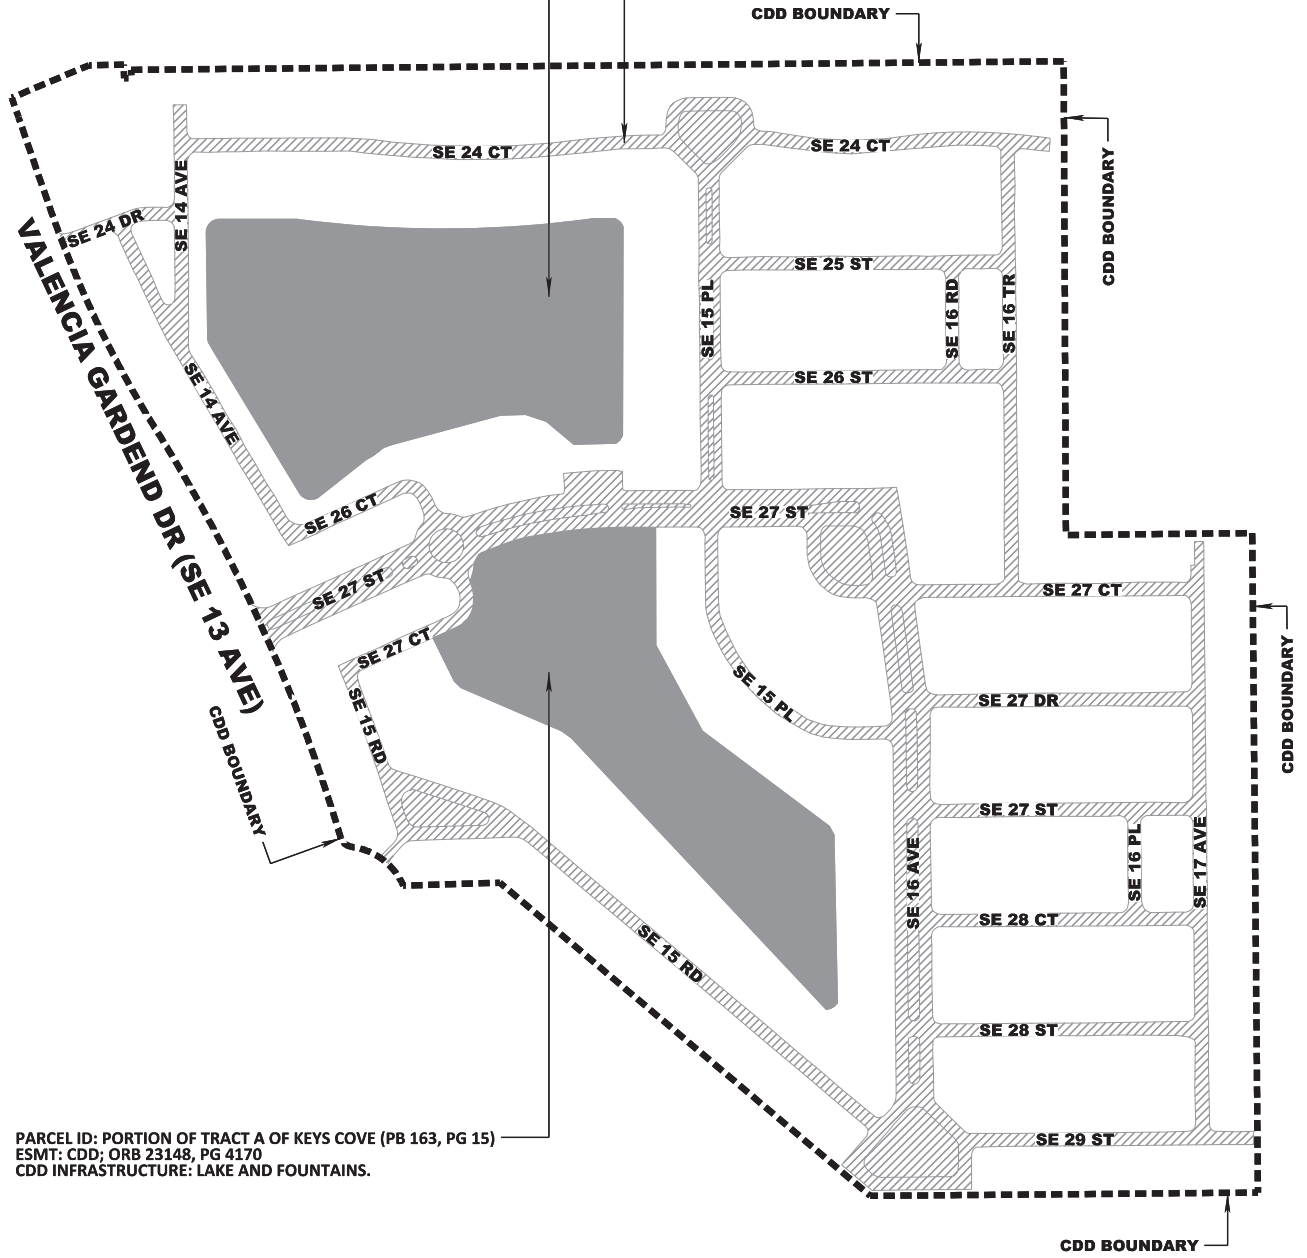 CDD BOUNDARY
CDD BOUNDARY
SE 24 CT
SE 24 CT
SE 14 AVE
SE 24 DR
VALENCIA GARDEND DR (SE 13 AVE)
SE 25 ST
SE 15 PL
SE 16 RD
SE 16 TR
SE 26 ST
SE 14 AVE
SE 26 CT
SE 27 ST
SE 27 ST
SE 27 CT
SE 27 CT
CDD BOUNDARY
SE 15 RD
SE 15 PL
SE 27 DR
CDD BOUNDARY
SE 27 ST
SE 16 AVE
SE 16 PL
SE 17 AVE
SE 28 CT
SE 15 RD
SE 28 ST
SE 29 ST
PARCEL ID: PORTION OF TRACT A OF KEYS COVE (PB 163, PG 15)
ESMT: CDD; ORB 23148, PG 4170
CDD INFRASTRUCTURE: LAKE AND FOUNTAINS.
CDD BOUNDARY